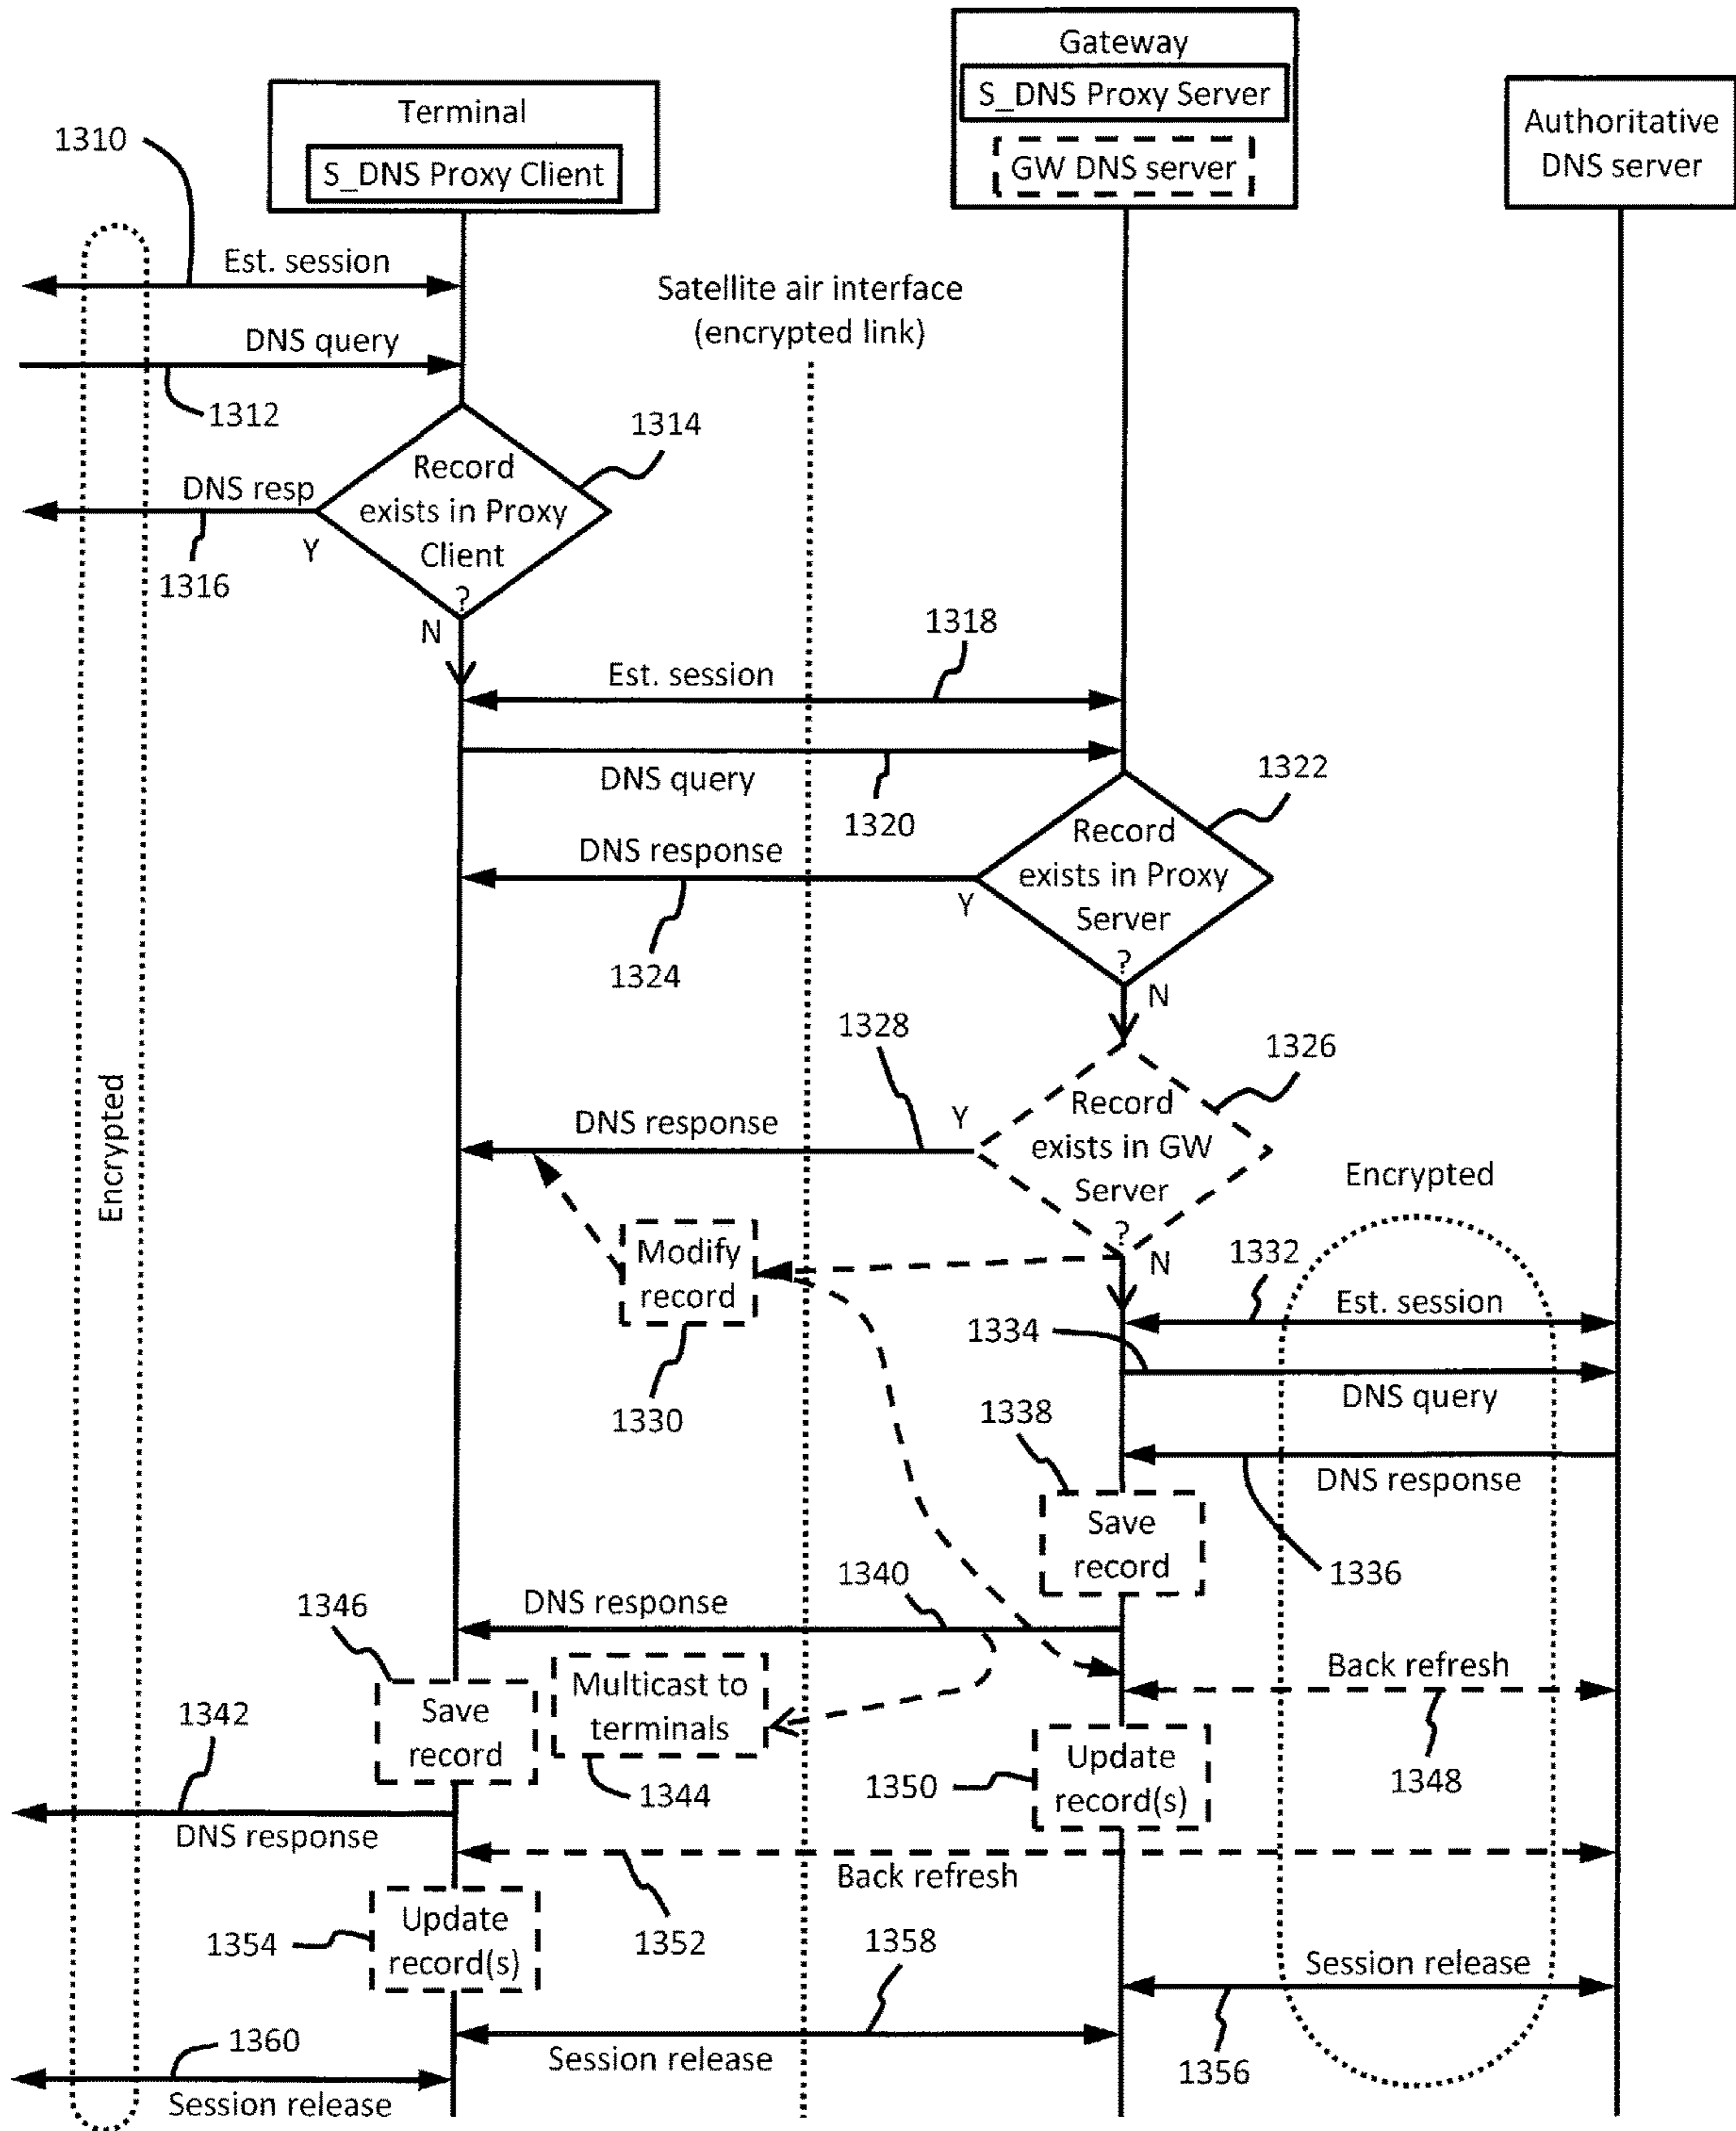 Gateway
S_DNS Proxy Server
GW DNS server
Terminal
S_DNS Proxy Client
Authoritative
DNS server
1310
Est. session
Satellite air interface
(encrypted link)
DNS query
1312
1314
Record
exists in Proxy
Client
?
DNS resp
Y
1316
N
1318
Est. session
DNS query
1320
1322
Record
exists in Proxy
Server
?
DNS response
Y
1324
N
1328
1326
Record
exists in GW
Server
?
Y
DNS response
Encrypted
Encrypted
Modify
record
1330
N
1332
Est. session
1334
DNS query
1338
DNS response
Save
record
1336
1340
DNS response
1346
Multicast to
terminals
1344
Save
record
Back refresh
1348
1342
DNS response
1350
Update
record(s)
Back refresh
1352
1354
Update
record(s)
1358
Session release
1356
Session release
1360
Session release